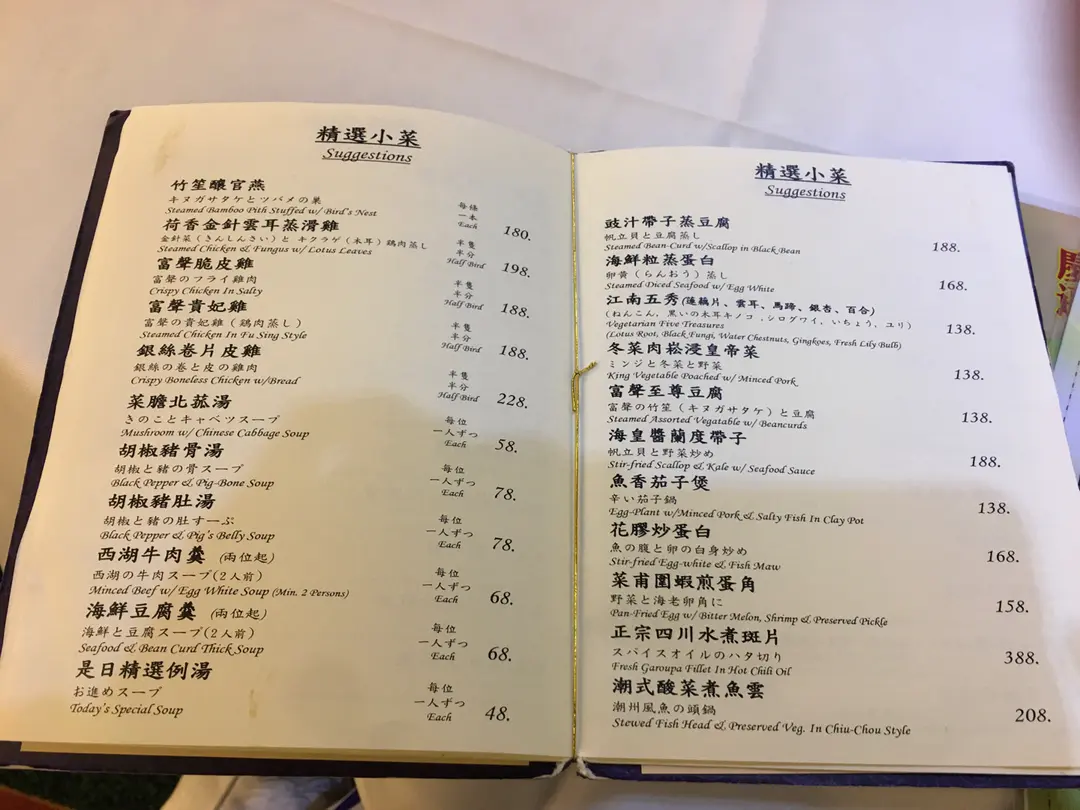 精選小菜
Suggestions
竹笙釀官燕
キヌガサタケとツバメの巣
Steamed Bamboo Pith Stuffed w/ Bird's Nest
每條
一本
Each
180.
荷香金針雲耳蒸滑雞
金針菜（きんしんさい）と キクラゲ（木耳）鶏肉蒸し
Steamed Chicken & Fungus w/ Lotus Leaves
半隻
半分
Half Bird
198.
富聲脆皮雞
富聲のフライ雞肉
Crispy Chicken In Salty
半隻
半分
Half Bird
188.
富聲貴妃雞
富聲の貴妃雞（鶏肉蒸し）
Steamed Chicken In Fu Sing Style
半隻
半分
Half Bird
188.
銀絲卷片皮雞
銀絲の卷と皮の雞肉
Crispy Boneless Chicken w/Bread
半隻
半分
Half Bird
228.
菜膽北菰湯
きのことキャベツスープ
Mushroom w/ Chinese Cabbage Soup
每位
一人ずつ
Each
58.
胡椒豬骨湯
胡椒と豬の骨スープ
Black Pepper & Pig-Bone Soup
每位
一人ずつ
Each
78.
胡椒豬肚湯
胡椒と豬の肚すーぷ
Black Pepper & Pig's Belly Soup
每位
一人ずつ
Each
78.
西湖牛肉羹 (兩位起)
西湖の牛肉スープ(２人前)
Minced Beef w/ Egg White Soup (Min. 2 Persons)
每位
一人ずつ
Each
68.
海鮮豆腐羹 (兩位起)
海鮮と豆腐スープ(２人前)
Seafood & Bean Curd Thick Soup
每位
一人ずつ
Each
68.
是日精選例湯
お進めスープ
Today's Special Soup
每位
一人ずつ
Each
48.
精選小菜
Suggestions
豉汁帶子蒸豆腐
帆立貝と豆腐蒸し
Steamed Bean-Curd w/Scallop in Black Bean
188.
海鮮粒蒸蛋白
卵黄（らんおう）蒸し
Steamed Diced Seafood w/ Egg White
168.
江南五秀(蓮藕片、雲耳、馬蹄、銀杏、百合)
(れんこん，黒いの木耳キノコ，シログワイ，いちょう，ユリ)
Vegetarian Five Treasures
(Lotus Root, Black Fungi, Water Chestnuts, Gingkoes, Fresh Lily Bulb)
138.
冬菜肉崧浸皇帝菜
ミンジと冬菜と野菜
King Vegetable Poached w/ Minced Pork
138.
富聲至尊豆腐
富聲の竹笙（キヌガサタケ）と豆腐
Steamed Assorted Vegatable w/ Beancurds
138.
海皇醬蘭度帶子
帆立貝と野菜炒め
Stir-fried Scallop & Kale w/ Seafood Sauce
188.
魚香茄子煲
辛い茄子鍋
Egg-Plant w/Minced Pork & Salty Fish In Clay Pot
138.
花膠炒蛋白
魚の腹と卵の白身炒め
Stir-fried Egg-white & Fish Maw
168.
菜甫圍蝦煎蛋角
野菜と海老卵角に
Pan-Fried Egg w/ Bitter Melon, Shrimp & Preserved Pickle
158.
正宗四川水煮斑片
スパイスオイルのハタ切り
Fresh Garoupa Fillet In Hot Chili Oil
388.
潮式酸菜煮魚雲
潮州風魚の頭鍋
Stewed Fish Head & Preserved Veg. In Chiu-Chou Style
208.